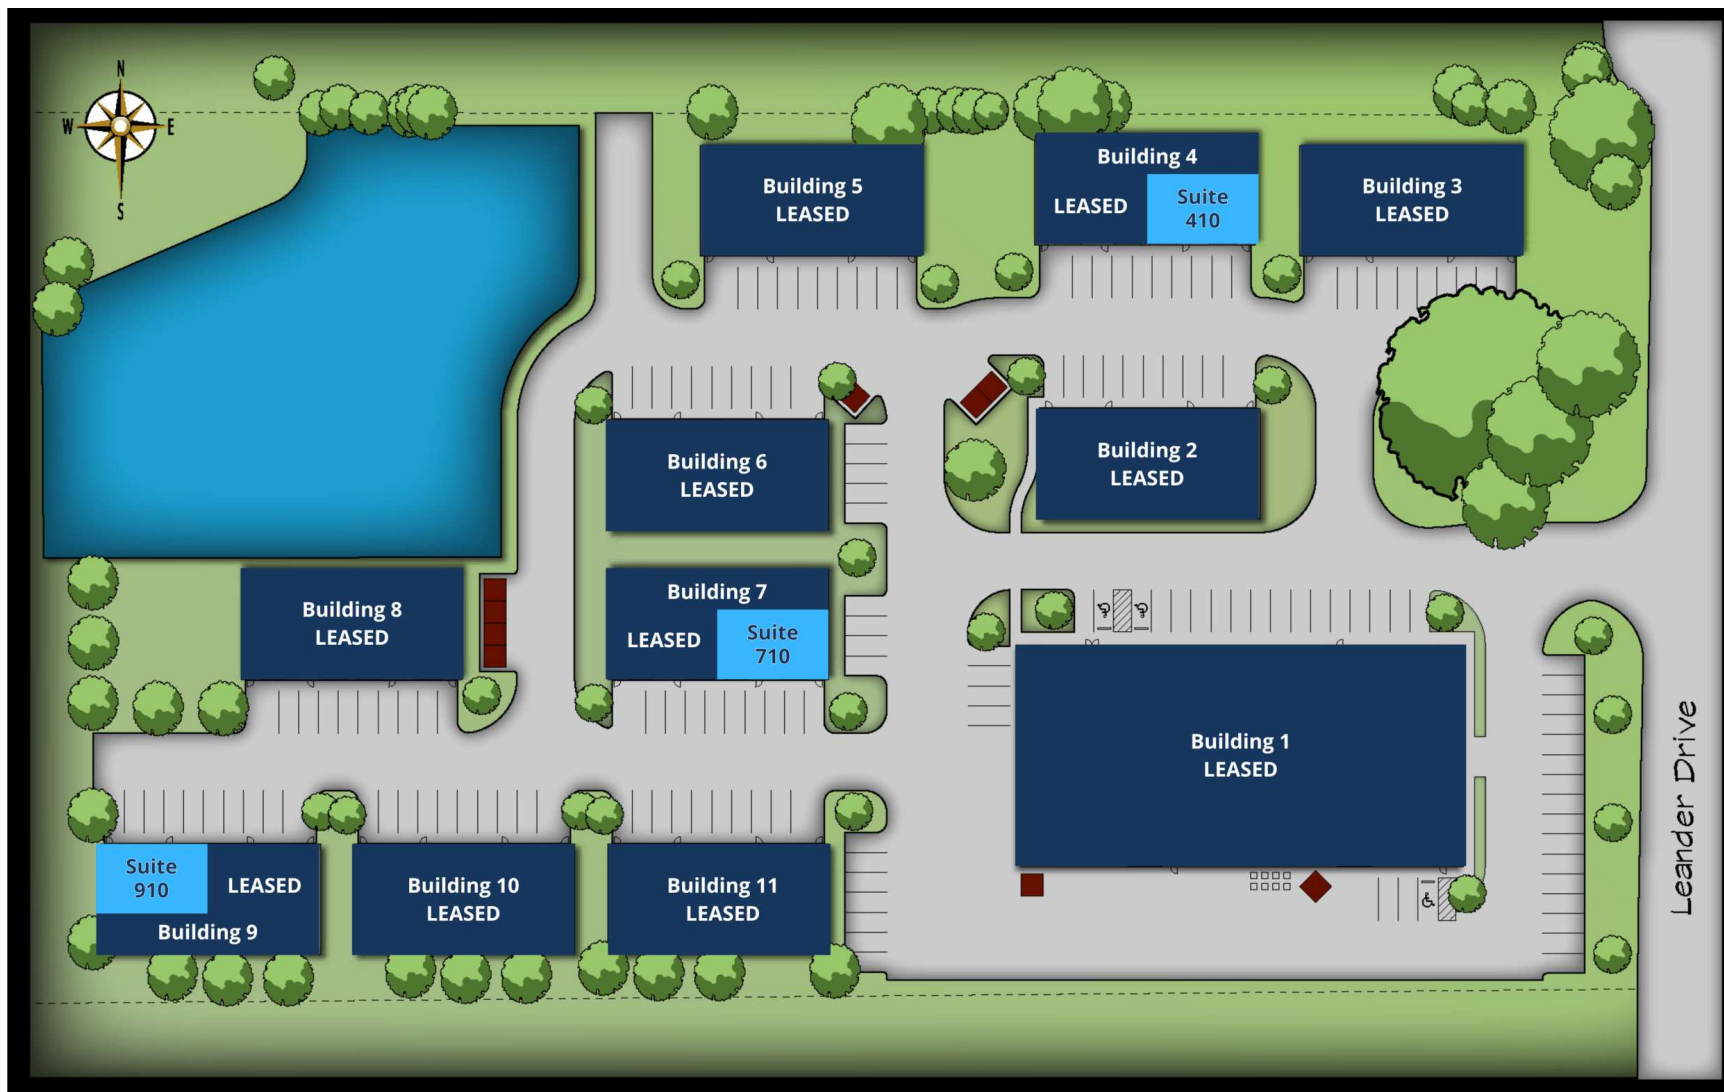 N
W
E
S
Building 5
LEASED
Building 4
LEASED
Suite
410
Building 3
LEASED
Building 6
LEASED
Building 2
LEASED
Building 8
LEASED
Building 7
LEASED
Suite
710
Building 1
LEASED
Leander Drive
Suite
910
LEASED
Building 9
Building 10
LEASED
Building 11
LEASED